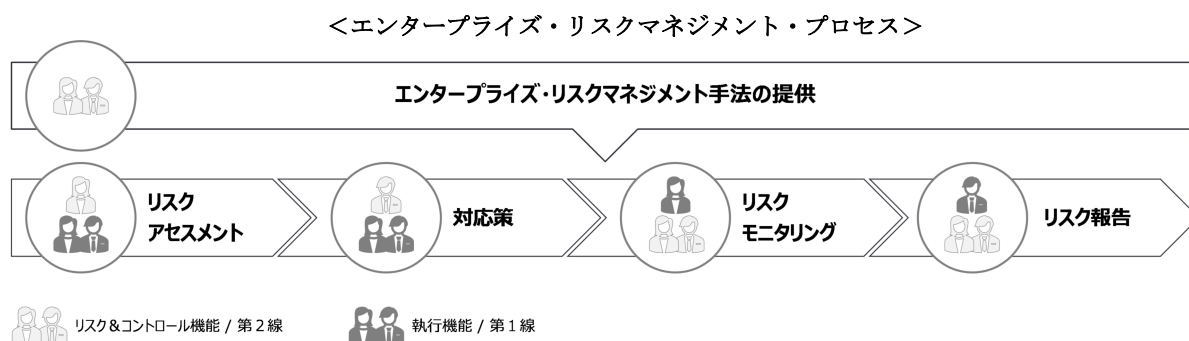 ＜エンタープライズ・リスクマネジメント・プロセス＞
エンタープライズ・リスクマネジメント手法の提供
リスク
アセスメント
対応策
リスク
モニタリング
リスク報告
リスク＆コントロール機能 / 第２線
執行機能 / 第１線